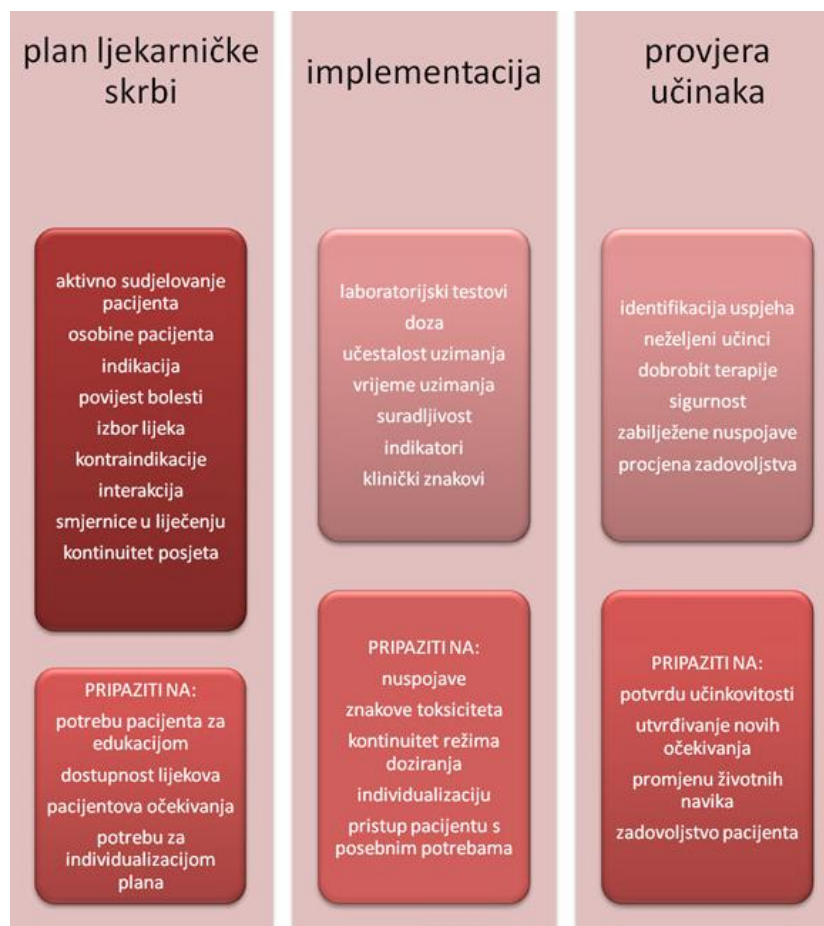 plan ljekarničke
skrbi
aktivno sudjelovanje
pacijenta
osobine pacijenta
indikacija
povijest bolesti
izbor lijeka
kontraindikacije
interakcija
smjernice u liječenju
kontinuitet posjeta
PRIPAZITI NA:
potrebu pacijenta za
edukacijom
dostupnost lijekova
pacijentova očekivanja
potrebu za
individualizacijom
plana
implementacija
laboratorijski testovi
doza
učestalost uzimanja
vrijeme uzimanja
suradljivost
indikatori
klinički znakovi
PRIPAZITI NA:
nuspojave
znakove toksiciteta
kontinuitet režima
doziranja
individualizaciju
pristup pacijentu s
posebnim potrebama
provjera
učinaka
identifikacija uspjeha
neželjeni učinci
dobrobit terapije
sigurnost
zabilježene nuspojave
procjena zadovoljstva
PRIPAZITI NA:
potvrdu učinkovitosti
utvrđivanje novih
očekivanja
promjenu životnih
navika
zadovoljstvo pacijenta